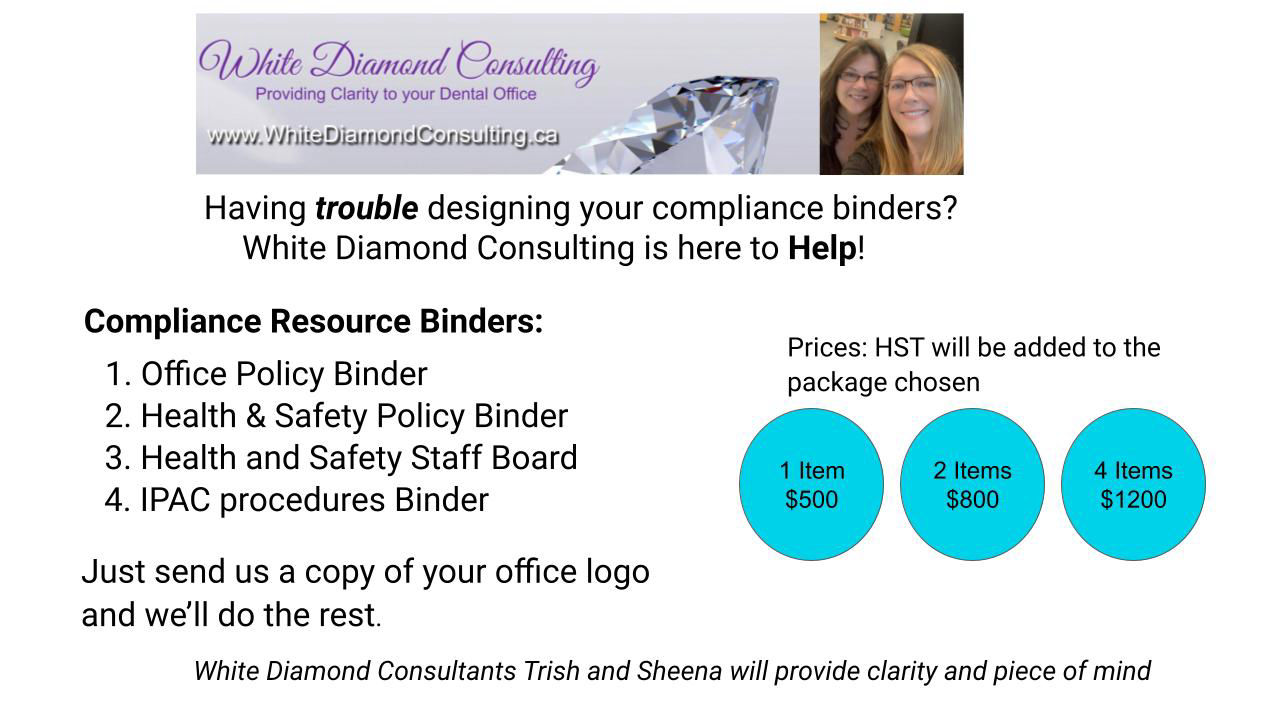 White Diamond Consulting
Providing Clarity to your Dental Office
www.WhiteDiamondConsulting.ca
Having trouble designing your compliance binders?
White Diamond Consulting is here to Help!
Compliance Resource Binders:
1. Office Policy Binder
2. Health & Safety Policy Binder
3. Health and Safety Staff Board
4. IPAC procedures Binder
Just send us a copy of your office logo
and we’ll do the rest.
Prices: HST will be added to the
package chosen
1 Item
$500
2 Items
$800
4 Items
$1200
White Diamond Consultants Trish and Sheena will provide clarity and piece of mind